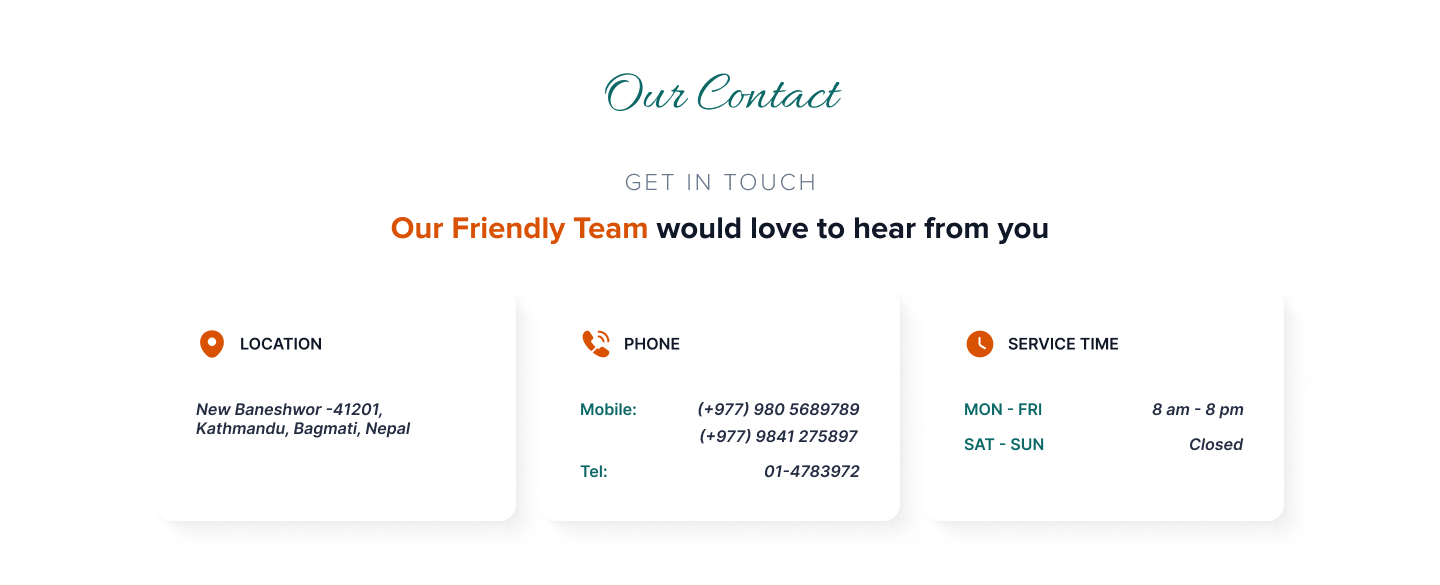 Our Contact
GET IN TOUCH
Our Friendly Team would love to hear from you
LOCATION
New Baneshwor -41201,
Kathmandu, Bagmati, Nepal
PHONE
Mobile: (+977) 980 5689789
(+977) 9841 275897
Tel: 01-4783972
SERVICE TIME
MON - FRI 8 am - 8 pm
SAT - SUN Closed